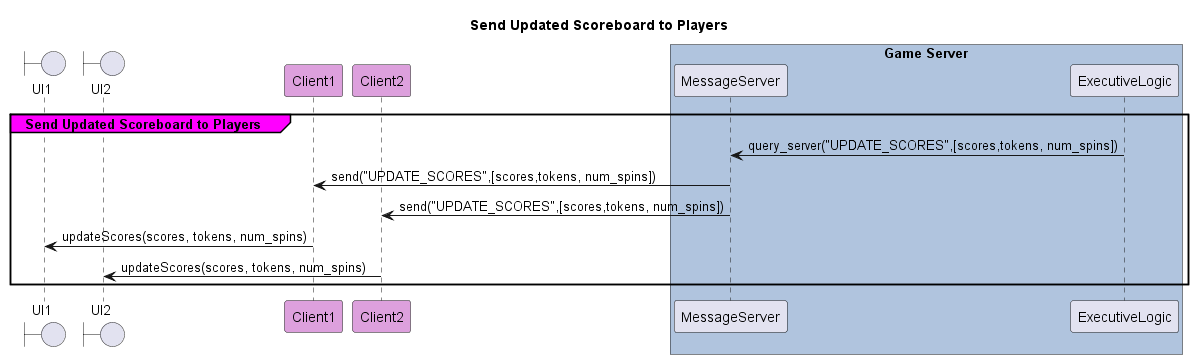 Send Updated Scoreboard to Players
Game Server
UI1
UI2
Client1
Client2
MessageServer
ExecutiveLogic
Send Updated Scoreboard to Players
query_server("UPDATE_SCORES",[scores,tokens, num_spins])
send("UPDATE_SCORES",[scores,tokens, num_spins])
send("UPDATE_SCORES",[scores,tokens, num_spins])
updateScores(scores, tokens, num_spins)
updateScores(scores, tokens, num_spins)
UI1
UI2
Client1
Client2
MessageServer
ExecutiveLogic